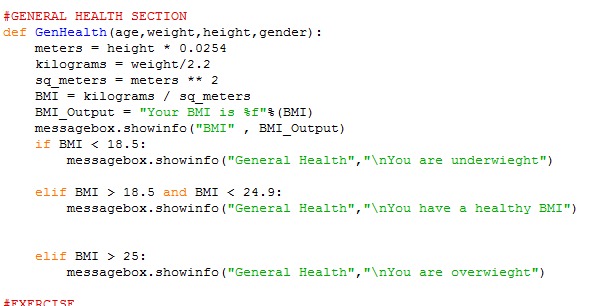 #GENERAL HEALTH SECTION
def GenHealth(age,weight,height,gender):
    meters = height * 0.0254
    kilograms = weight/2.2
    sq_meters = meters ** 2
    BMI = kilograms / sq_meters
    BMI_Output = "Your BMI is %f"%(BMI)
    messagebox.showinfo("BMI" , BMI_Output)
    if BMI < 18.5:
        messagebox.showinfo("General Health","\nYou are underwieght")
    elif BMI > 18.5 and BMI < 24.9:
        messagebox.showinfo("General Health","\nYou have a healthy BMI")
    elif BMI > 25:
        messagebox.showinfo("General Health","\nYou are overwieght")
#EXERCISE